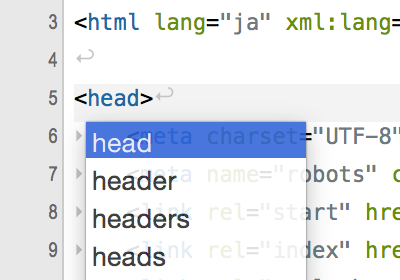 3 <html lang="ja" xml:lang=
4 ↩
5 <head>↩
6 <meta charset="UTF-8"
head
7 <meta name="robots" c
header
8 <link rel="start" hre
headers
9 <link rel="index" hre
heads